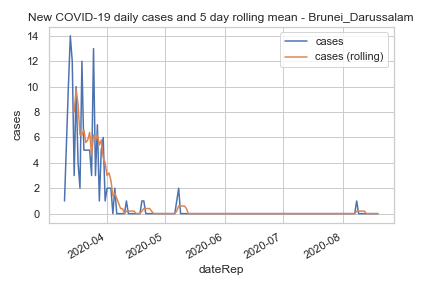 New COVID-19 daily cases and 5 day rolling mean - Brunei_Darussalam
cases
cases (rolling)
cases
14
12
10
8
6
4
2
0
2020-04
2020-05
2020-06
2020-07
2020-08
dateRep